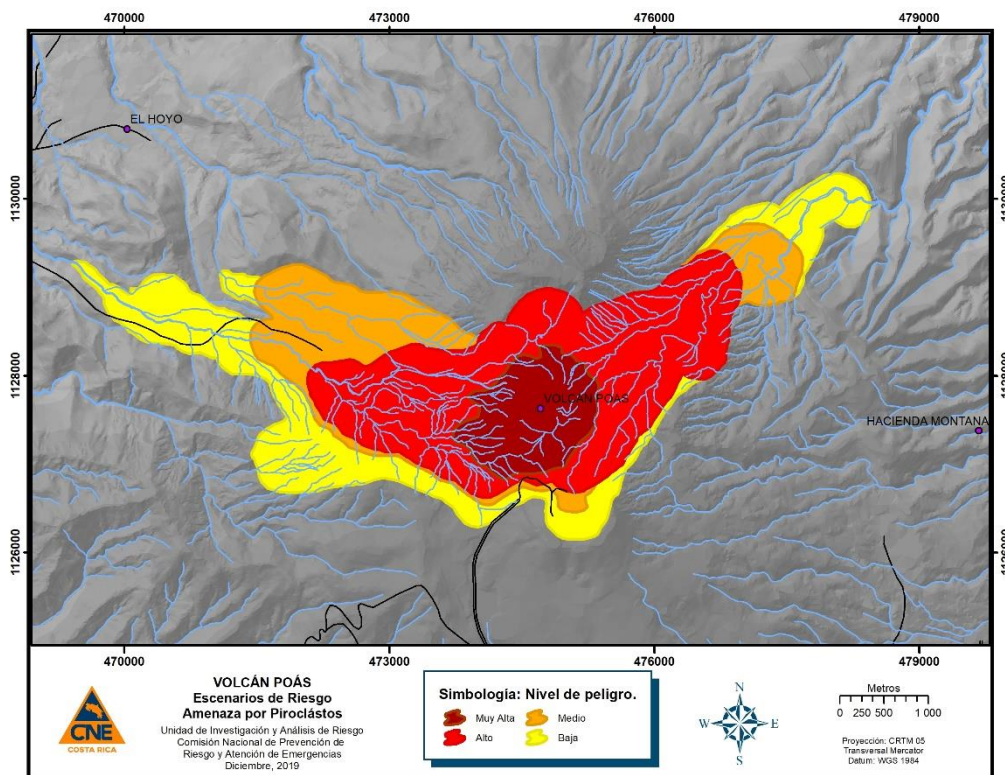 470000 473000 476000 479000
EL HOYO
1130000 1130000
1128000 1128000
VOLCÁN POÁS
HACIENDA MONTANA
1126000 1126000
470000 473000 476000 479000
VOLCÁN POÁS
Escenarios de Riesgo
Amenaza por Piroclástos
Unidad de Investigación y Análisis de Riesgo
Comisión Nacional de Prevención de
Riesgo y Atención de Emergencias
Diciembre, 2019
CNE
COSTA RICA
Simbología: Nivel de peligro.
Muy Alta Medio
Alto Baja
N
W E
S
Metros
0 250 500 1 000
Proyección: CRTM 05
Transversal Mercator
Datum: WGS 1984